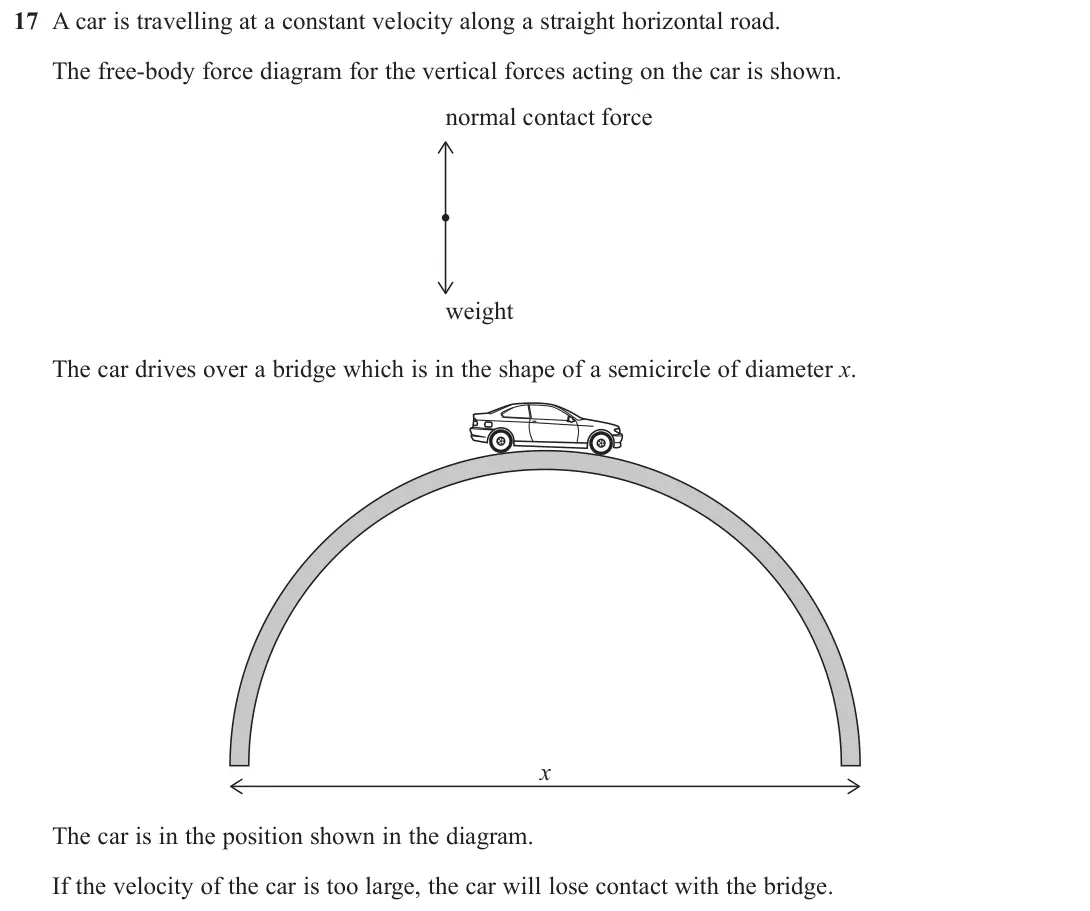 17 A car is travelling at a constant velocity along a straight horizontal road.
The free-body force diagram for the vertical forces acting on the car is shown.
normal contact force
weight
The car drives over a bridge which is in the shape of a semicircle of diameter x.
x
The car is in the position shown in the diagram.
If the velocity of the car is too large, the car will lose contact with the bridge.